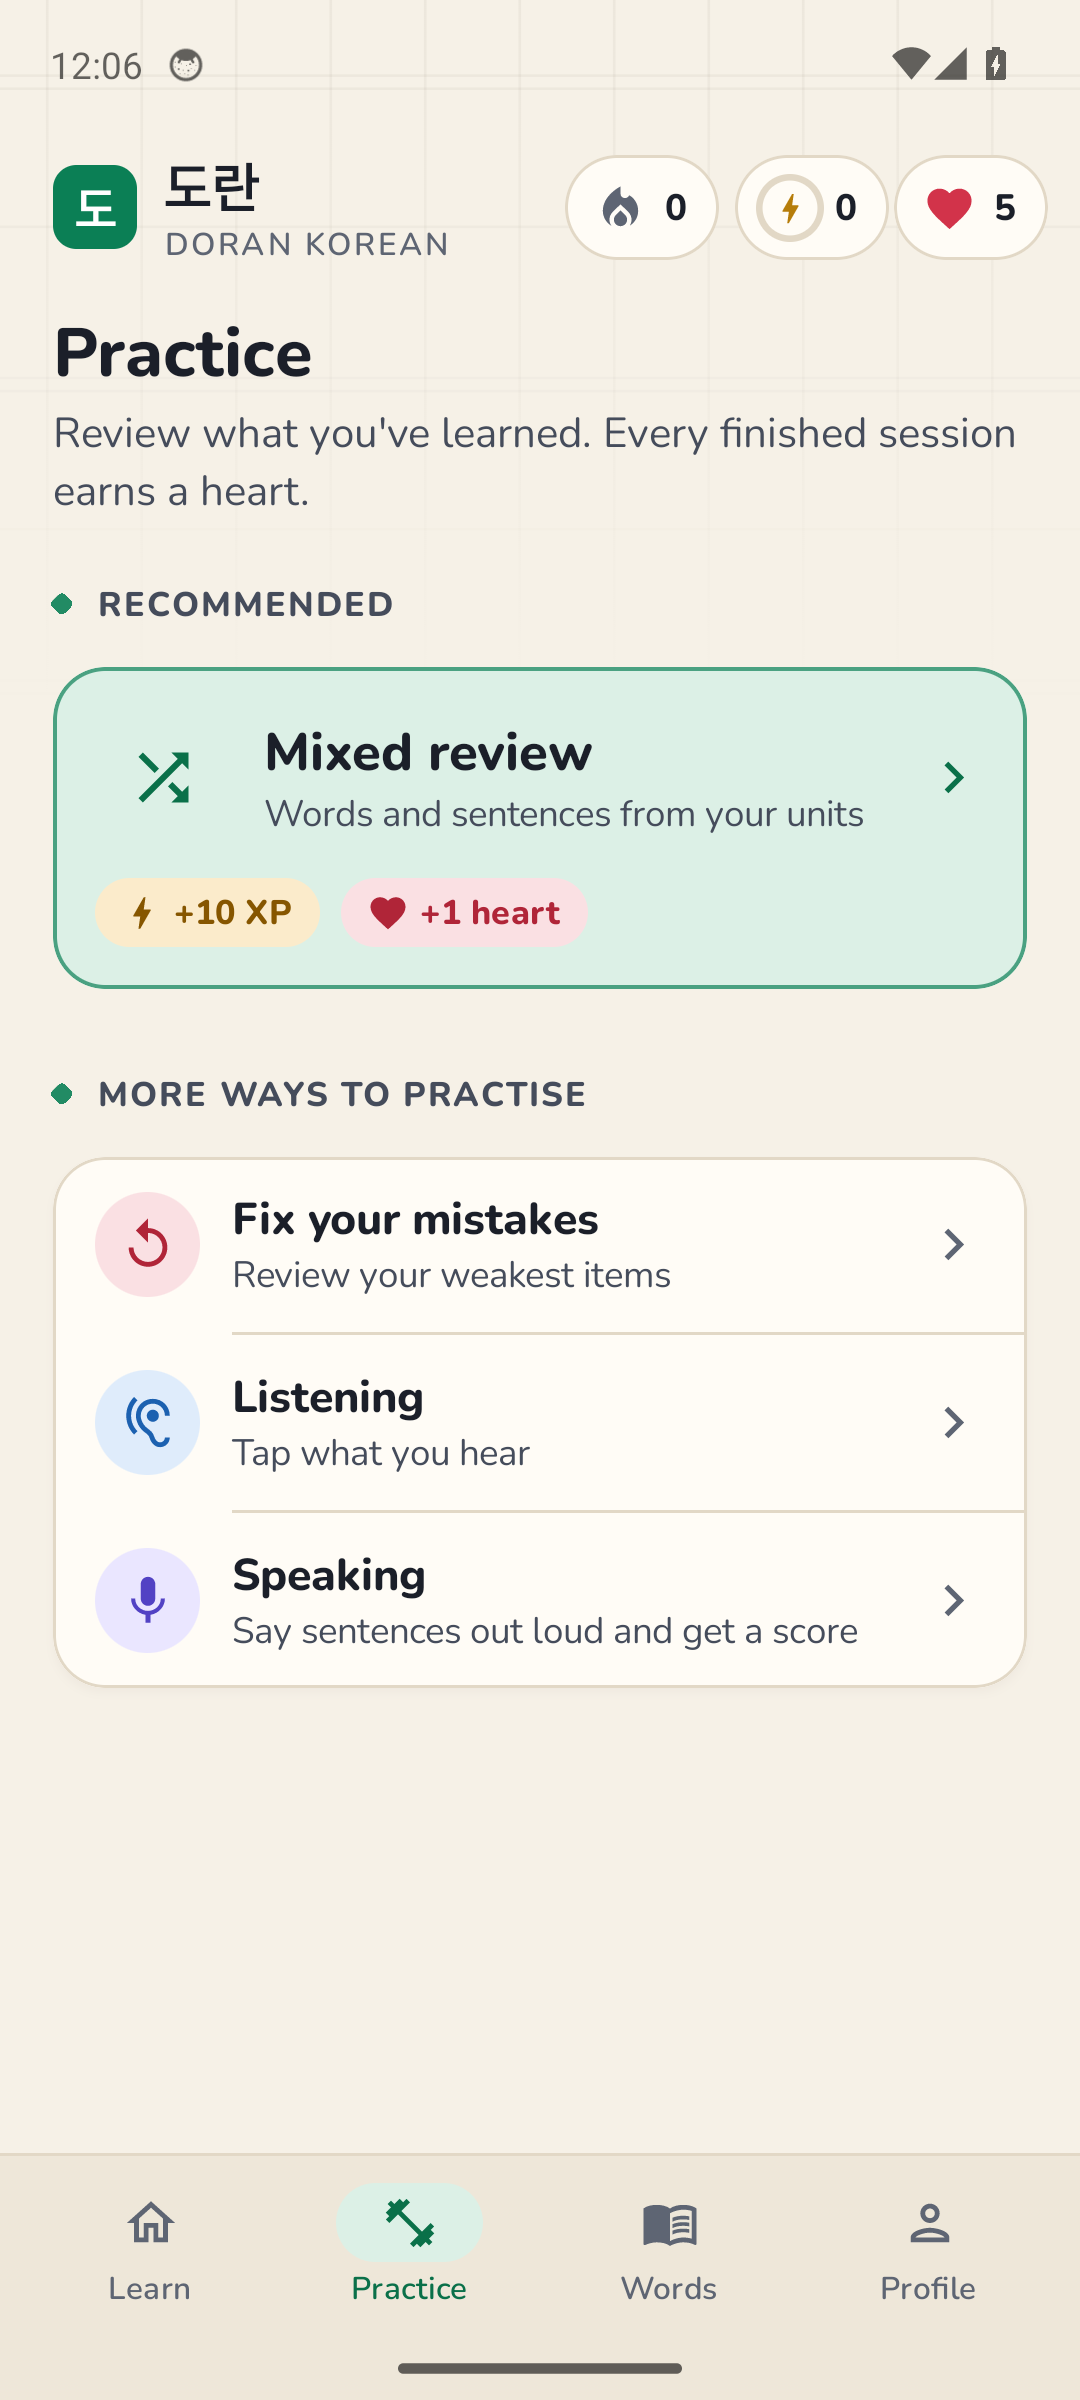 12:06
도
도란
DORAN KOREAN
0
0
5
Practice
Review what you've learned. Every finished session
earns a heart.
RECOMMENDED
Mixed review
Words and sentences from your units
+10 XP
+1 heart
MORE WAYS TO PRACTISE
Fix your mistakes
Review your weakest items
Listening
Tap what you hear
Speaking
Say sentences out loud and get a score
Learn
Practice
Words
Profile